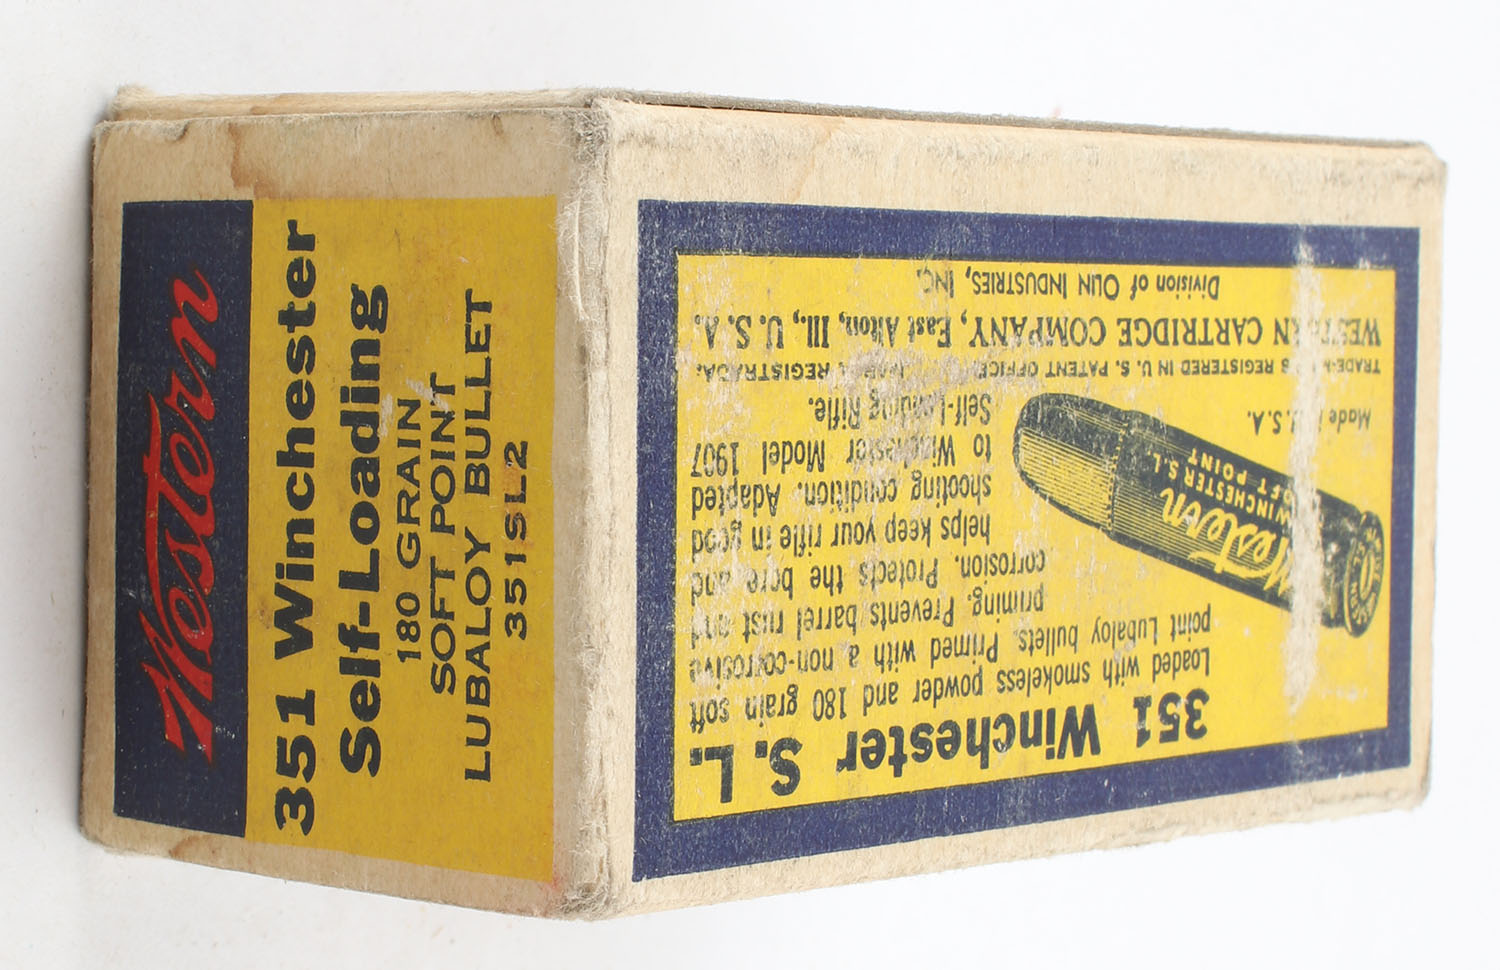 Western
351 Winchester
Self-Loading
180 GRAIN
SOFT POINT
LUBALOY BULLET
351SL2
351 Winchester S.L.
Loaded with smokeless powder and 180 grain soft
point Lubaloy bullets. Primed with a non-corrosive
priming. Prevents barrel rust and
corrosion. Protects the bore and
helps keep your rifle in good
shooting condition. Adapted
to Winchester Model 1907
Self-Loading Rifle.
Western
WINCHESTER S.L.
SOFT POINT
Made in U.S.A.
REGISTERED IN U. S. PATENT OFFICE REGISTRADA.
WESTERN CARTRIDGE COMPANY, East Alton, Ill., U. S. A.
Division of OLIN INDUSTRIES, INC.